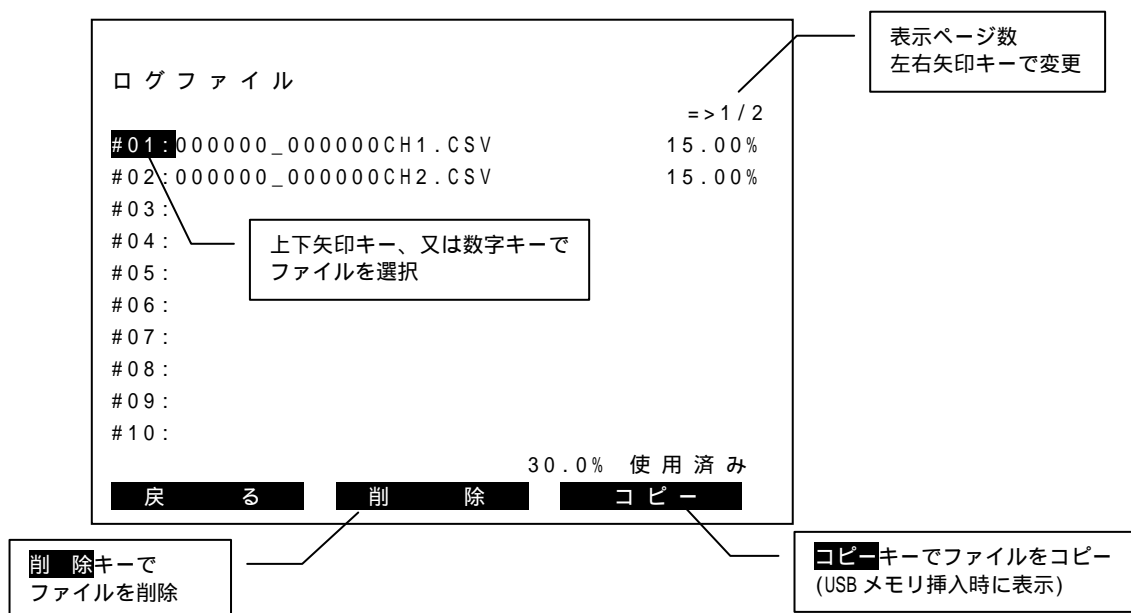 表示ページ数
左右矢印キーで変更
ログファイル
=>1/2
#01:000000_000000CH1.CSV 15.00%
#02:000000_000000CH2.CSV 15.00%
#03:
#04:
上下矢印キー、又は数字キーで
ファイルを選択
#05:
#06:
#07:
#08:
#09:
#10:
30.0% 使用済み
戻 る 削 除 コピー
削 除キーで
ファイルを削除
コピーキーでファイルをコピー
(USB メモリ挿入時に表示)